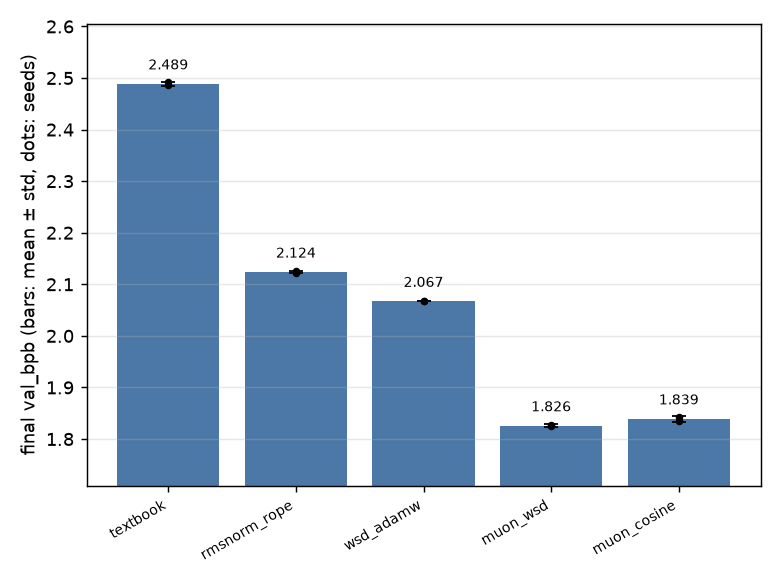 final val_bpb (bars: mean ± std, dots: seeds)
2.6
2.5
2.4
2.3
2.2
2.1
2.0
1.9
1.8
2.489
2.124
2.067
1.826
1.839
textbook
rmsnorm_rope
wsd_adamw
muon_wsd
muon_cosine